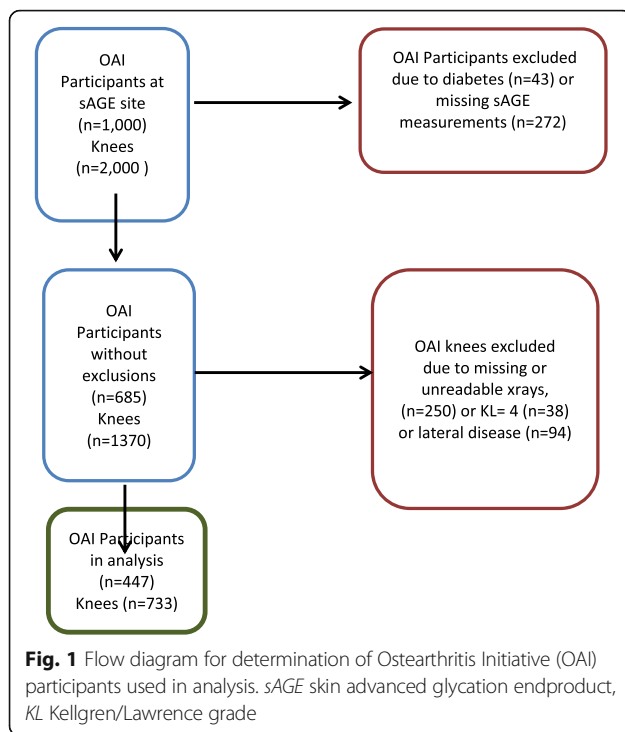 OAI
Participants at
sAGE site
(n=1,000)
Knees
(n=2,000 )
OAI Participants excluded
due to diabetes (n=43) or
missing sAGE
measurements (n=272)
OAI
Participants
without
exclusions
(n=685)
Knees
(n=1370)
OAI knees excluded
due to missing or
unreadable xrays,
(n=250) or KL= 4 (n=38)
or lateral disease (n=94)
OAI Participants
in analysis
(n=447)
Knees (n=733)
Fig. 1 Flow diagram for determination of Ostearthritis Initiative (OAI)
participants used in analysis. sAGE skin advanced glycation endproduct,
KL Kellgren/Lawrence grade